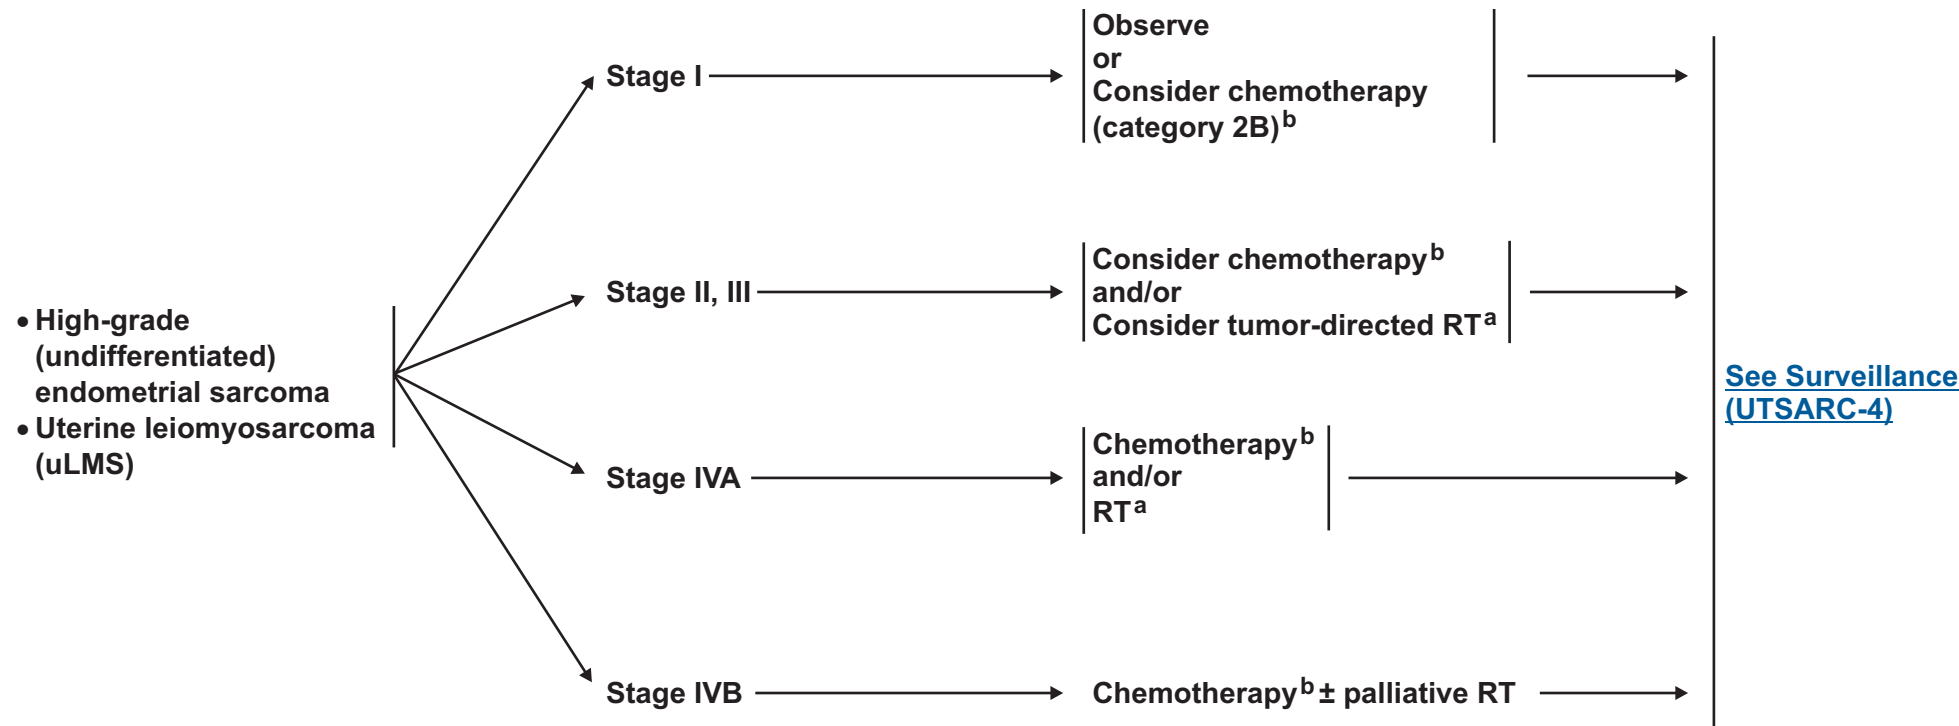 • High-grade
(undifferentiated)
endometrial sarcoma
• Uterine leiomyosarcoma
(uLMS)
Stage I
Observe
or
Consider chemotherapy
(category 2B)b
Stage II, III
Consider chemotherapyb
and/or
Consider tumor-directed RTa
Stage IVA
Chemotherapyb
and/or
RTa
Stage IVB
Chemotherapyb ± palliative RT
See Surveillance
(UTSARC-4)